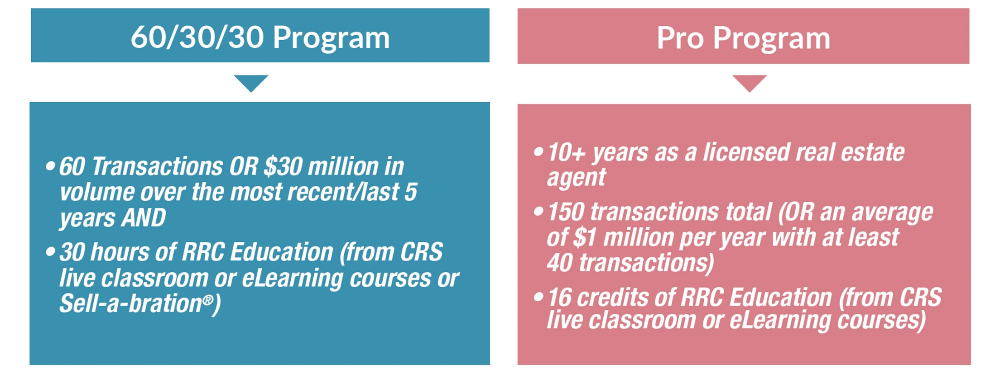 60/30/30 Program
• 60 Transactions OR $30 million in
volume over the most recent/last 5
years AND
• 30 hours of RRC Education (from CRS
live classroom or eLearning courses or
Sell-a-bration®)
Pro Program
• 10+ years as a licensed real estate
agent
• 150 transactions total (OR an average
of $1 million per year with at least
40 transactions)
• 16 credits of RRC Education (from CRS
live classroom or eLearning courses)